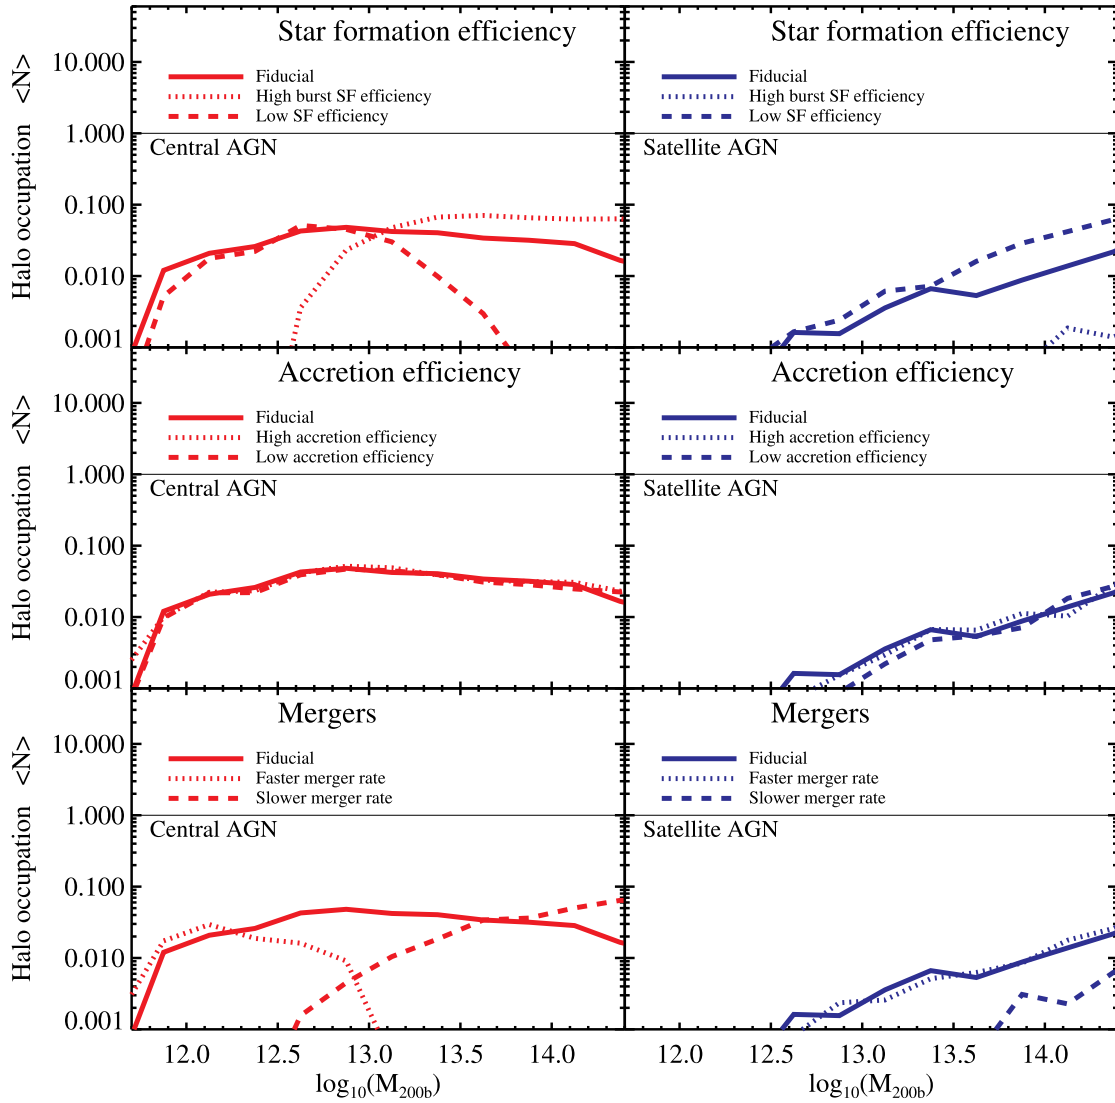 Star formation efficiency
Star formation efficiency
Halo occupation <N>
10.000
1.000
0.100
0.010
0.001
Fiducial
High burst SF efficiency
Low SF efficiency
Central AGN
Fiducial
High burst SF efficiency
Low SF efficiency
Satellite AGN
Accretion efficiency
Accretion efficiency
Halo occupation <N>
10.000
1.000
0.100
0.010
0.001
Fiducial
High accretion efficiency
Low accretion efficiency
Central AGN
Fiducial
High accretion efficiency
Low accretion efficiency
Satellite AGN
Mergers
Mergers
Halo occupation <N>
10.000
1.000
0.100
0.010
0.001
Fiducial
Faster merger rate
Slower merger rate
Central AGN
Fiducial
Faster merger rate
Slower merger rate
Satellite AGN
12.0 12.5 13.0 13.5 14.0
12.0 12.5 13.0 13.5 14.0
log10(M200b)
log10(M200b)